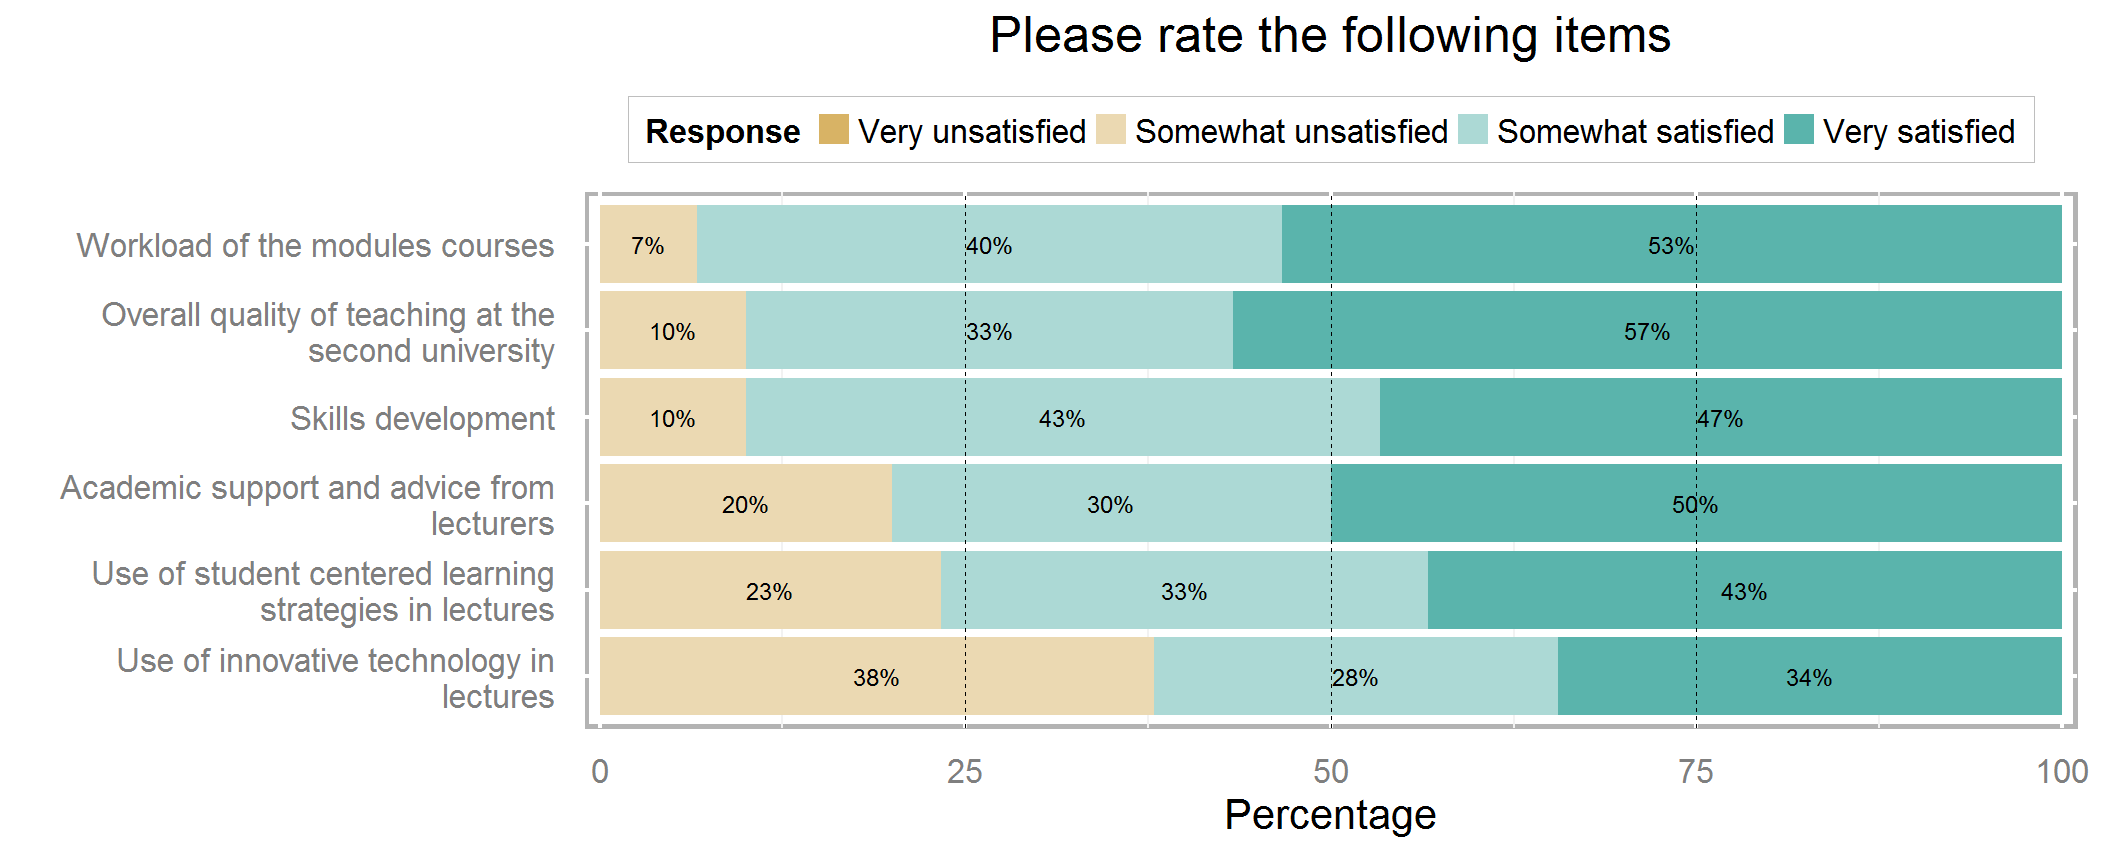 Please rate the following items
Response Very unsatisfied Somewhat unsatisfied Somewhat satisfied Very satisfied
Workload of the modules courses 7% 40% 53%
Overall quality of teaching at the
second university
10% 33% 57%
Skills development 10% 43% 47%
Academic support and advice from
lecturers
20% 30% 50%
Use of student centered learning
strategies in lectures
23% 33% 43%
Use of innovative technology in
lectures
38% 28% 34%
0 25 50 75 100
Percentage